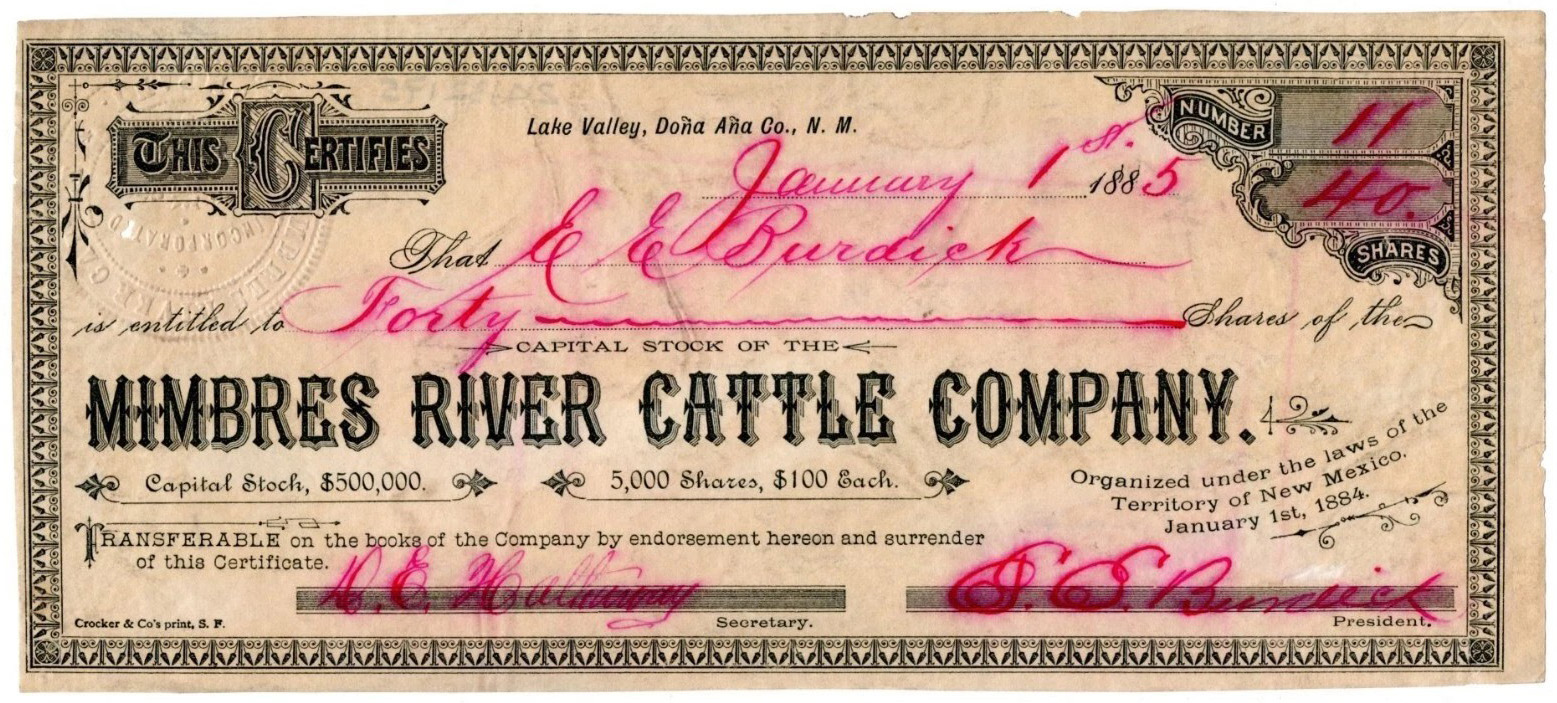 THIS CERTIFIES
Lake Valley, Doña Aña Co., N. M.
NUMBER 11
January 1st. 1885
40.
SHARES
That E E Burdick
is entitled to Forty Shares of the
CAPITAL STOCK OF THE
MIMBRES RIVER CATTLE COMPANY.
Capital Stock, $500,000. 5,000 Shares, $100 Each.
Organized under the laws of the
Territory of New Mexico.
January 1st, 1884.
TRANSFERABLE on the books of the Company by endorsement hereon and surrender
of this Certificate.
E. Burdick
Crocker & Co's print, S. F. Secretary. President.
INCORPORATED